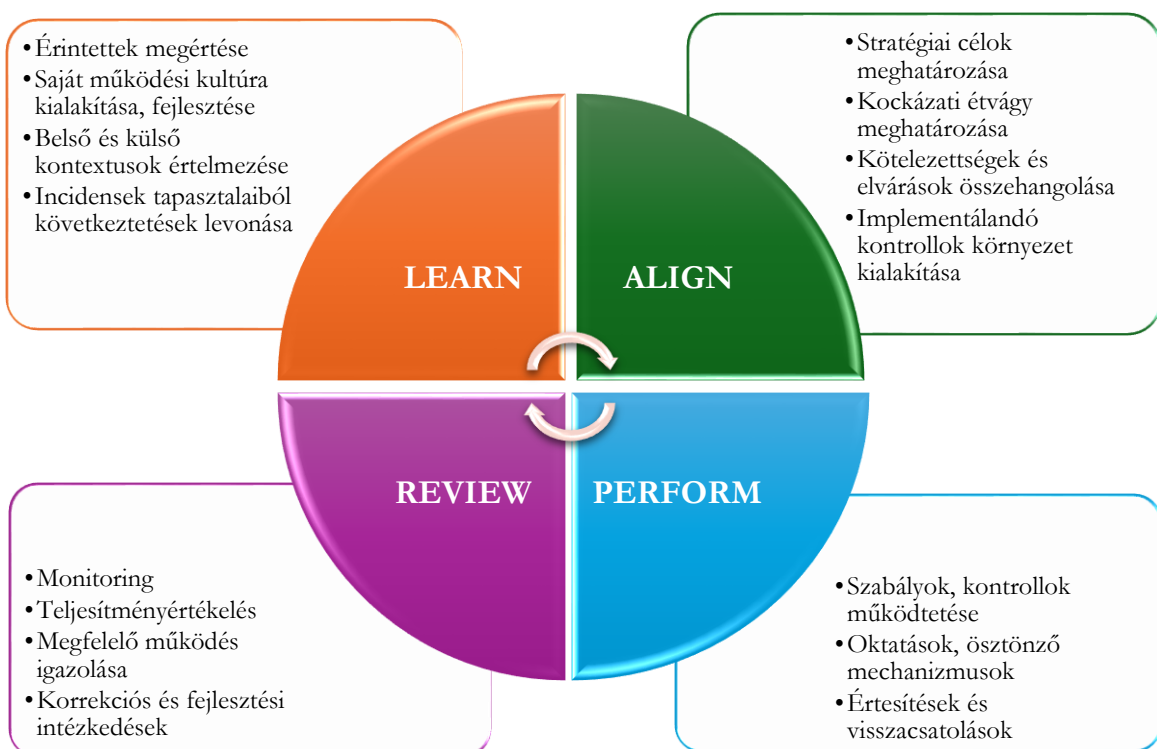 •Érintettek megértése
•Saját működési kultúra
kialakítása, fejlesztése
•Belső és külső
kontextusok értelmezése
•Incidensek tapasztalaiból
következtetések levonása
•Stratégiai célok
meghatározása
•Kockázati étvágy
meghatározása
•Kötelezettségek és
elvárások összehangolása
•Implementálandó
kontrollok környezet
kialakítása
LEARN
ALIGN
REVIEW
PERFORM
•Monitoring
•Teljesítményértékelés
•Megfelelő működés
igazolása
•Korrekciós és fejlesztési
intézkedések
•Szabályok, kontrollok
működtetése
•Oktatások, ösztönző
mechanizmusok
•Értesítések és
visszacsatolások